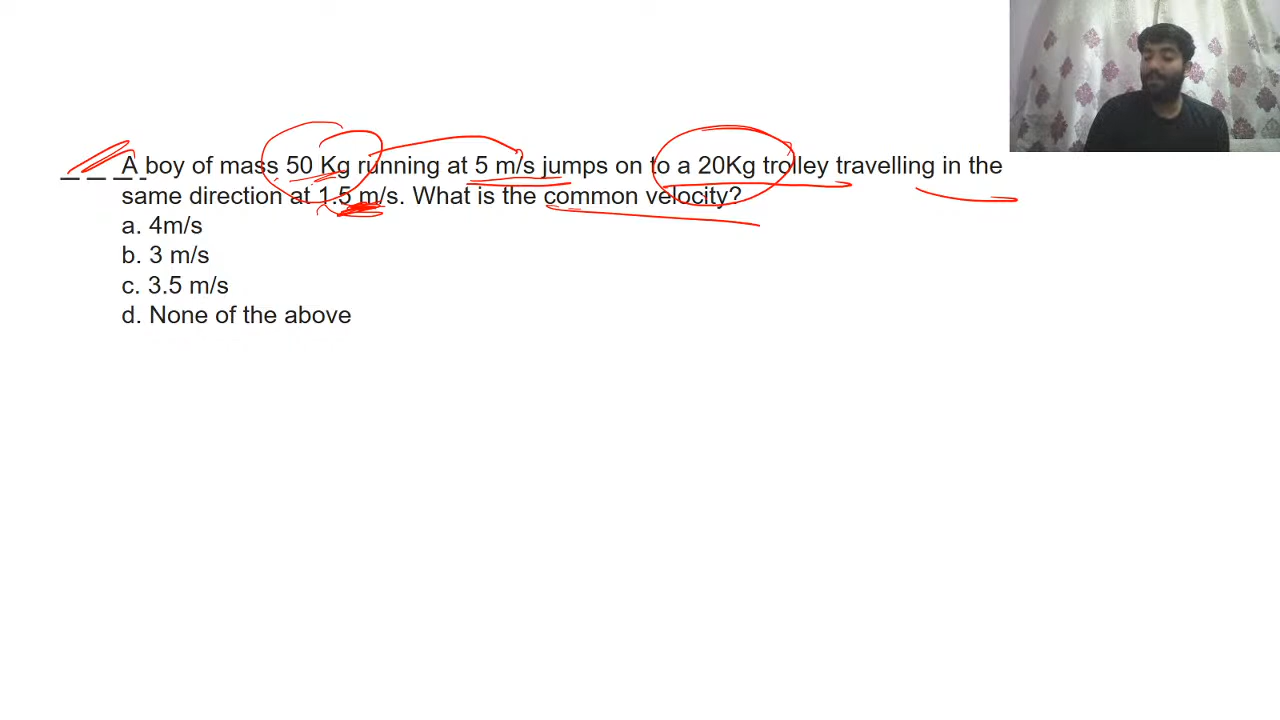 A boy of mass 50 Kg running at 5 m/s jumps on to a 20Kg trolley travelling in the
same direction at 1.5 m/s. What is the common velocity?
a. 4m/s
b. 3 m/s
c. 3.5 m/s
d. None of the above